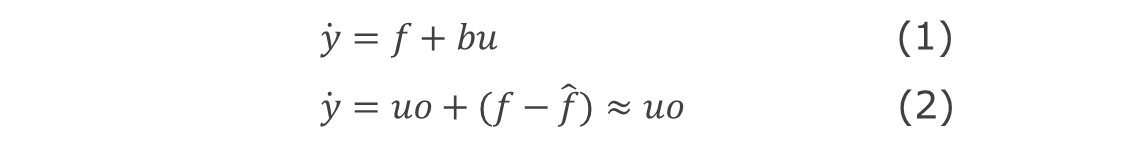 ẏ = f + bu (1)
ẏ = uo + (f − f̂) ≈ uo (2)